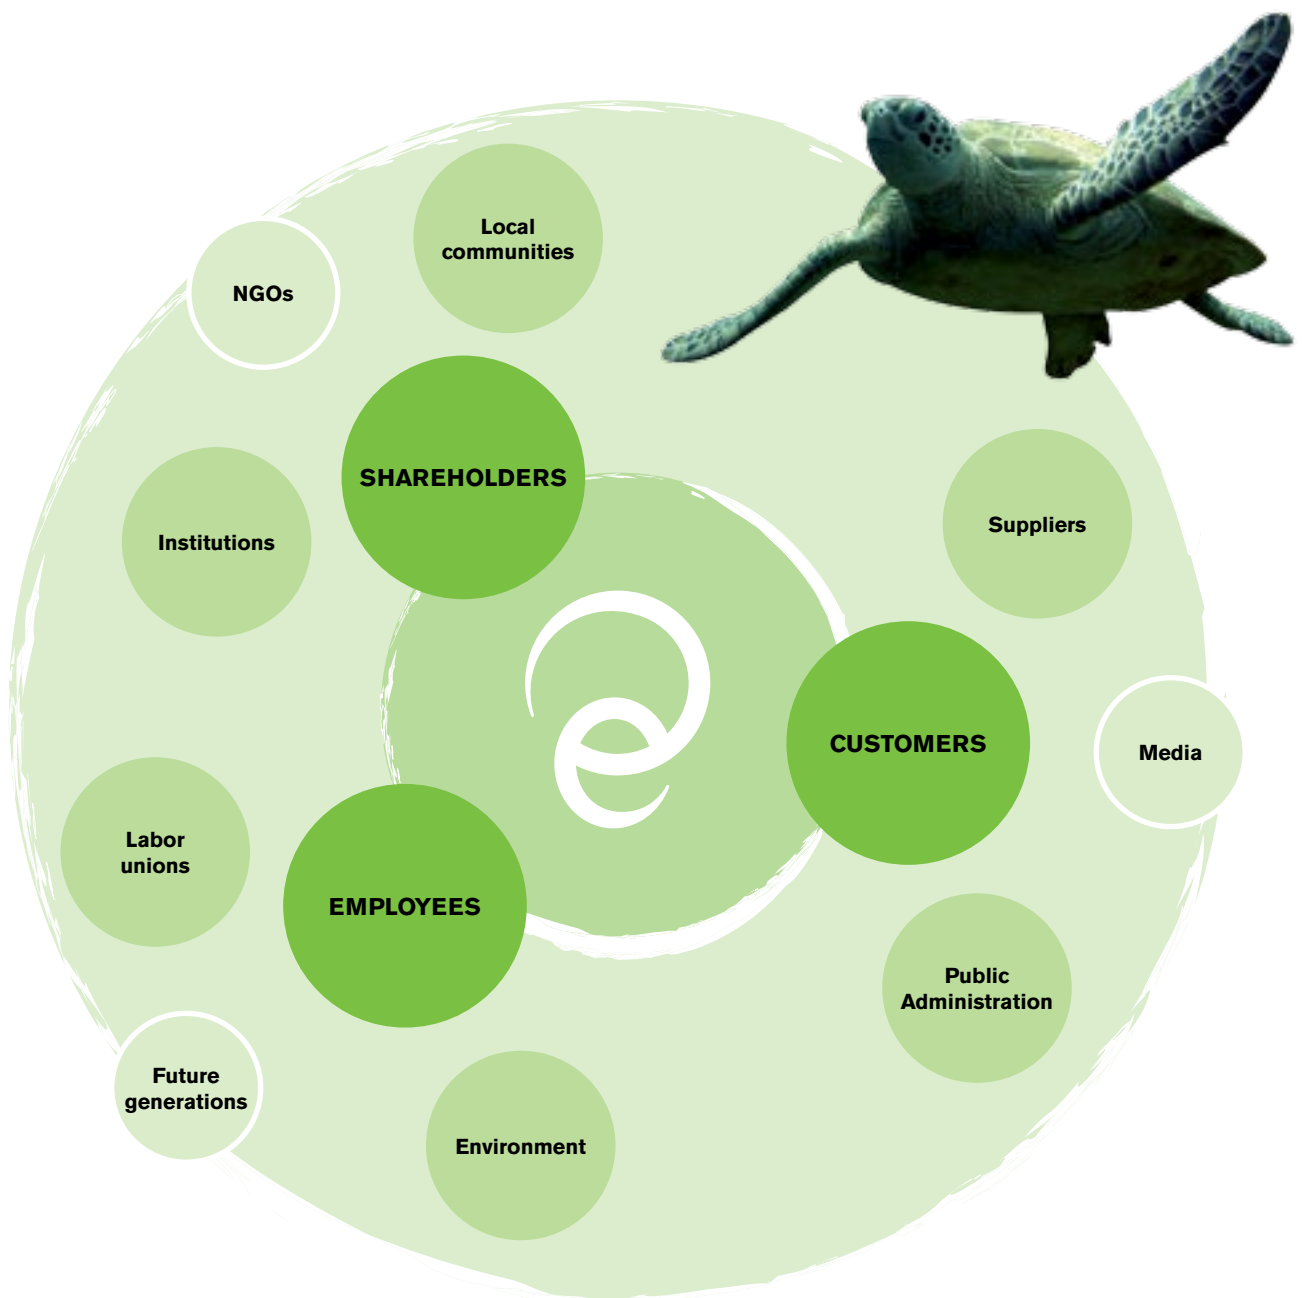 Local
communities
NGOs
SHAREHOLDERS
Suppliers
Institutions
CUSTOMERS
Media
Labor
unions
EMPLOYEES
Public
Administration
Future
generations
Environment